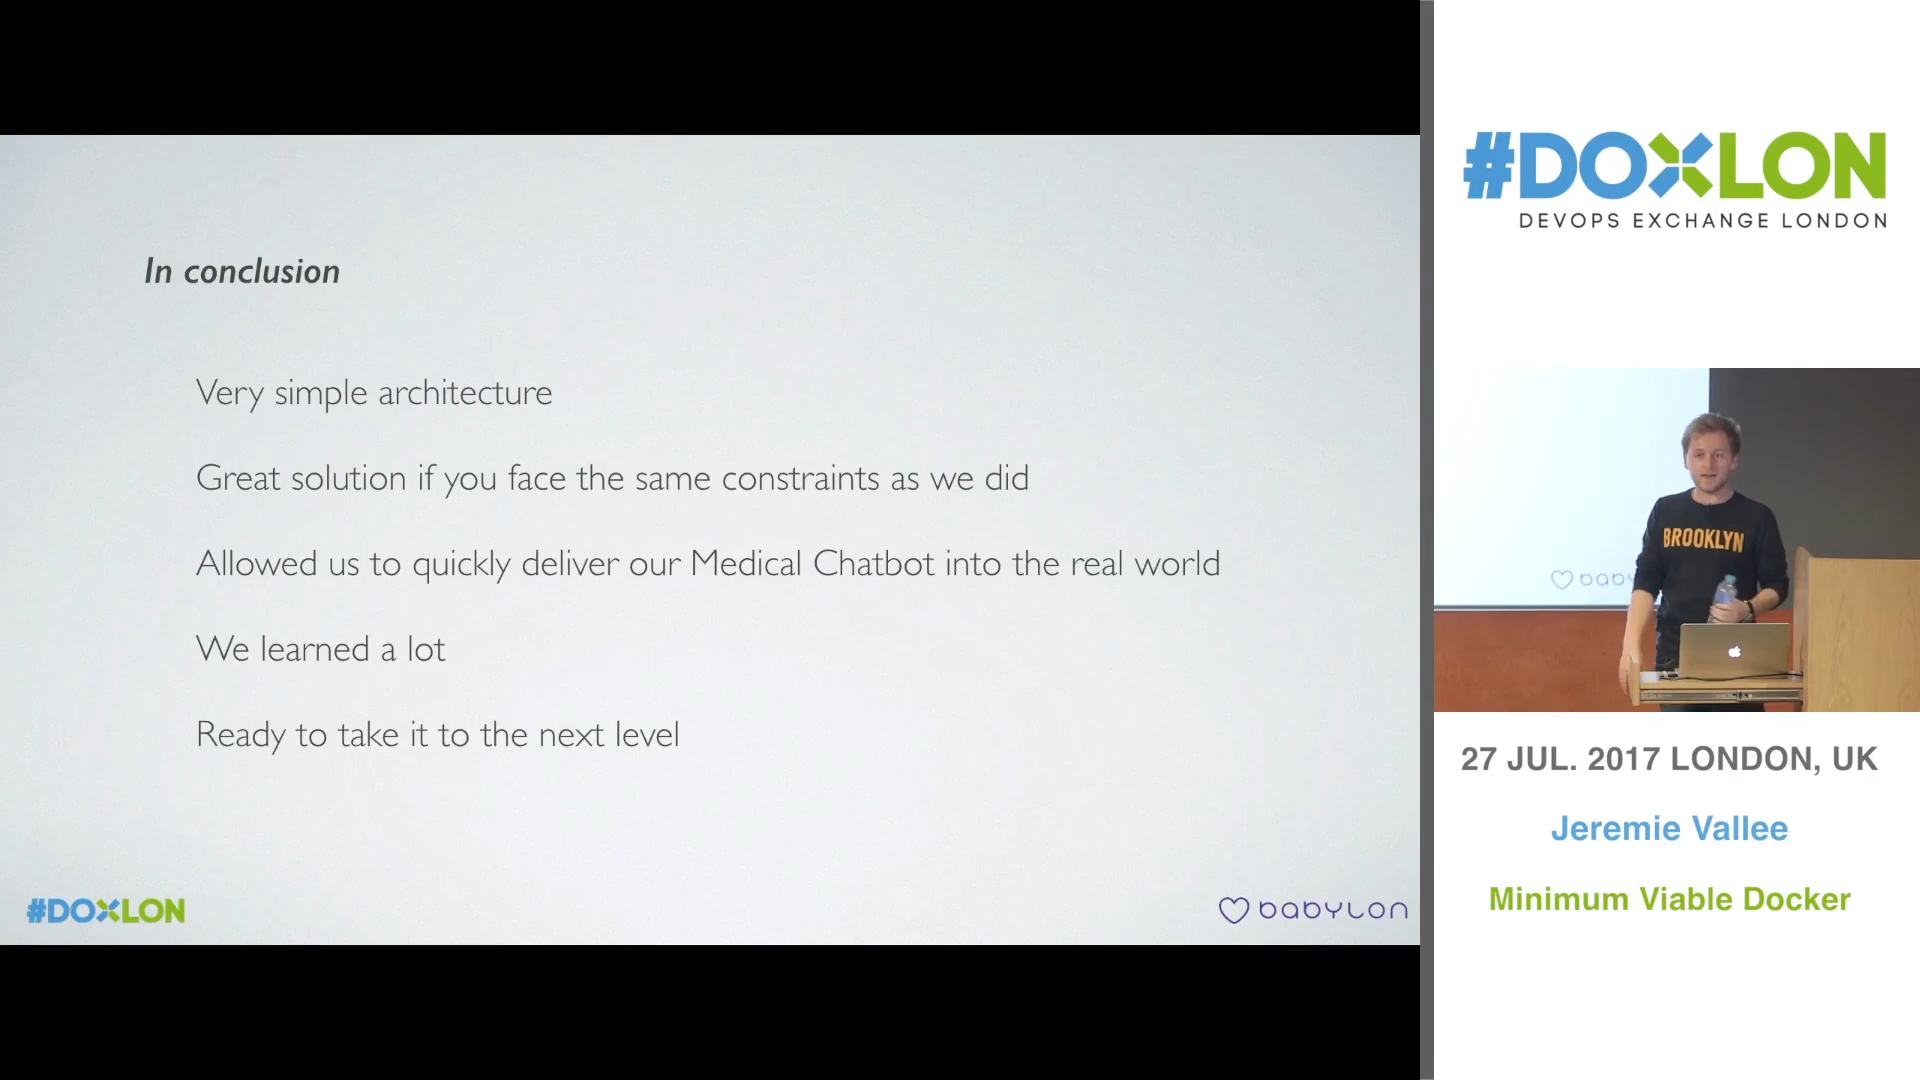 In conclusion
Very simple architecture
Great solution if you face the same constraints as we did
Allowed us to quickly deliver our Medical Chatbot into the real world
We learned a lot
Ready to take it to the next level
#DOXLON
babylon
#DOXLON
DEVOPS EXCHANGE LONDON
BROOKLYN
baby
27 JUL. 2017 LONDON, UK
Jeremie Vallee
Minimum Viable Docker